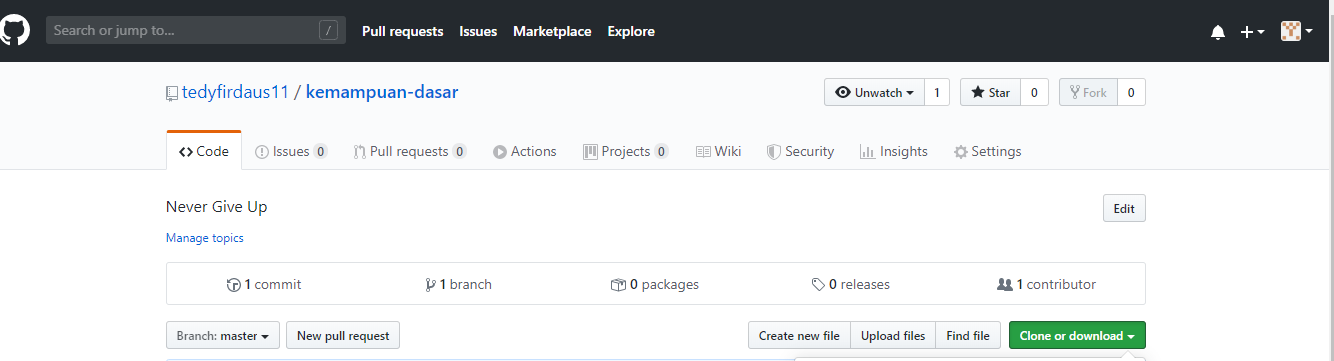 Search or jump to... / Pull requests Issues Marketplace Explore
tedyfirdaus11 / kemampuan-dasar Unwatch 1 Star 0 Fork 0
Code Issues 0 Pull requests 0 Actions Projects 0 Wiki Security Insights Settings
Never Give Up Edit
Manage topics
1 commit 1 branch 0 packages 0 releases 1 contributor
Branch: master New pull request Create new file Upload files Find file Clone or download